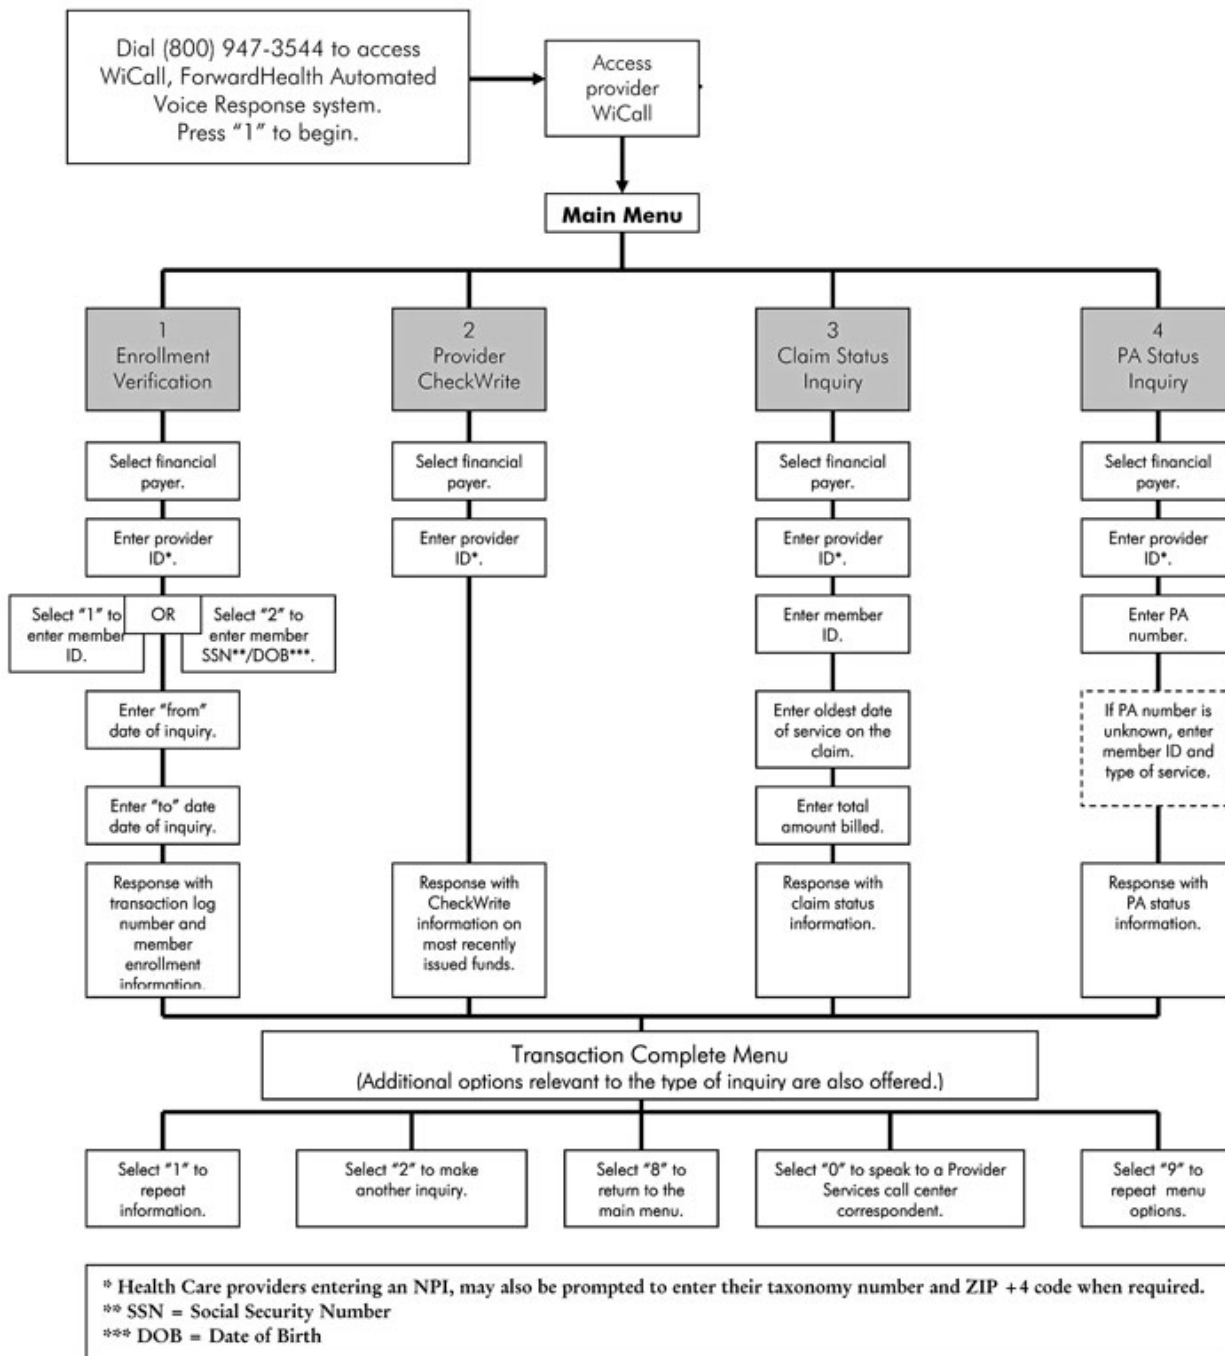 Dial (800) 947-3544 to access
WiCall, ForwardHealth Automated
Voice Response system.
Press "1" to begin.
Access
provider
WiCall
Main Menu
1
Enrollment
Verification
2
Provider
CheckWrite
3
Claim Status
Inquiry
4
PA Status
Inquiry
Select financial
payer.
Select financial
payer.
Select financial
payer.
Select financial
payer.
Enter provider
ID*.
Enter provider
ID*.
Enter provider
ID*.
Enter provider
ID*.
Select "1" to
enter member
ID.
OR
Select "2" to
enter member
SSN**/DOB***.
Enter member
ID.
Enter PA
number.
Enter "from"
date of inquiry.
Enter oldest date
of service on the
claim.
If PA number is
unknown, enter
member ID and
type of service.
Enter "to" date
date of inquiry.
Enter total
amount billed.
Response with
transaction log
number and
member
enrollment
information.
Response with
CheckWrite
information on
most recently
issued funds.
Response with
claim status
information.
Response with
PA status
information.
Transaction Complete Menu
(Additional options relevant to the type of inquiry are also offered.)
Select "1" to
repeat
information.
Select "2" to make
another inquiry.
Select "8" to
return to the
main menu.
Select "0" to speak to a Provider
Services call center
correspondent.
Select "9" to
repeat menu
options.
* Health Care providers entering an NPI, may also be prompted to enter their taxonomy number and ZIP +4 code when required.
** SSN = Social Security Number
*** DOB = Date of Birth